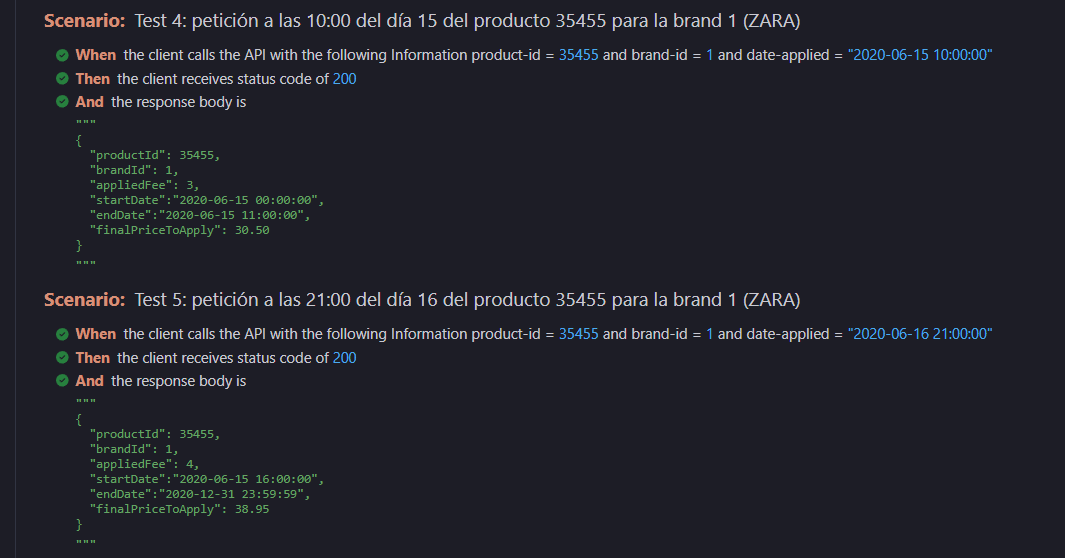 Scenario: Test 4: petición a las 10:00 del día 15 del producto 35455 para la brand 1 (ZARA)
When the client calls the API with the following Information product-id = 35455 and brand-id = 1 and date-applied = "2020-06-15 10:00:00"
Then the client receives status code of 200
And the response body is
"""
{
"productId": 35455,
"brandId": 1,
"appliedFee": 3,
"startDate":"2020-06-15 00:00:00",
"endDate":"2020-06-15 11:00:00",
"finalPriceToApply": 30.50
}
"""
Scenario: Test 5: petición a las 21:00 del día 16 del producto 35455 para la brand 1 (ZARA)
When the client calls the API with the following Information product-id = 35455 and brand-id = 1 and date-applied = "2020-06-16 21:00:00"
Then the client receives status code of 200
And the response body is
"""
{
"productId": 35455,
"brandId": 1,
"appliedFee": 4,
"startDate":"2020-06-15 16:00:00",
"endDate":"2020-12-31 23:59:59",
"finalPriceToApply": 38.95
}
"""